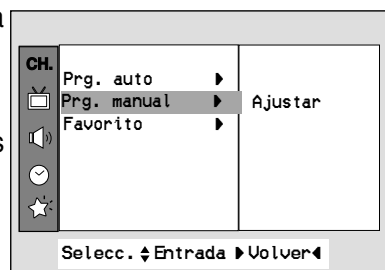 a
CH.
Prg. auto ▶
Prg. manual ▶ Ajustar
Favorito ▶
s
Selecc. ⬍ Entrada ▶ Volver ◀